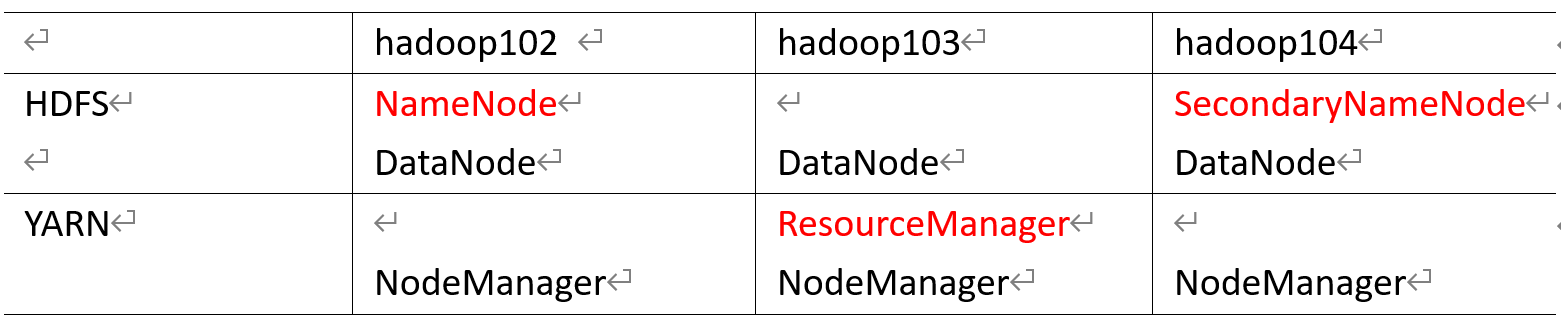 hadoop102 hadoop103 hadoop104
HDFS NameNode SecondaryNameNode
DataNode DataNode DataNode
YARN ResourceManager
NodeManager NodeManager NodeManager